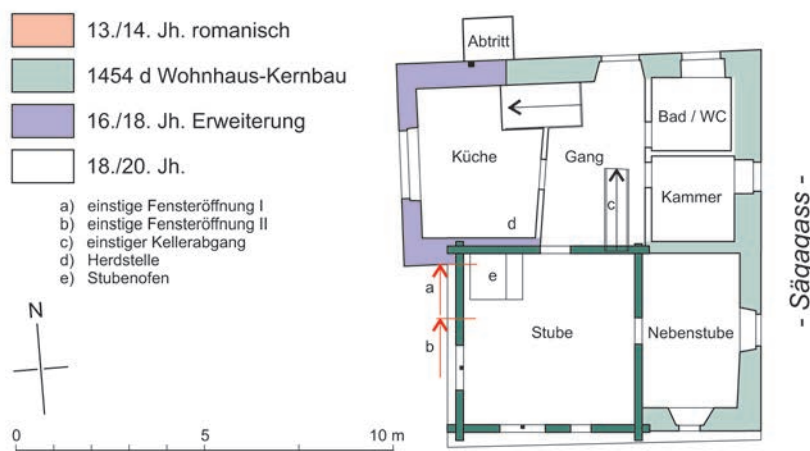 13./14. Jh. romanisch
1454 d Wohnhaus-Kernbau
16./18. Jh. Erweiterung
18./20. Jh.
a) einstige Fensteröffnung I
b) einstige Fensteröffnung II
c) einstiger Kellerabgang
d) Herdstelle
e) Stubenofen
N
0 5 10 m
Abtritt
Küche
Gang
Bad / WC
Kammer
c
d
e
a
b
Stube
Nebenstube
- Sägagass -